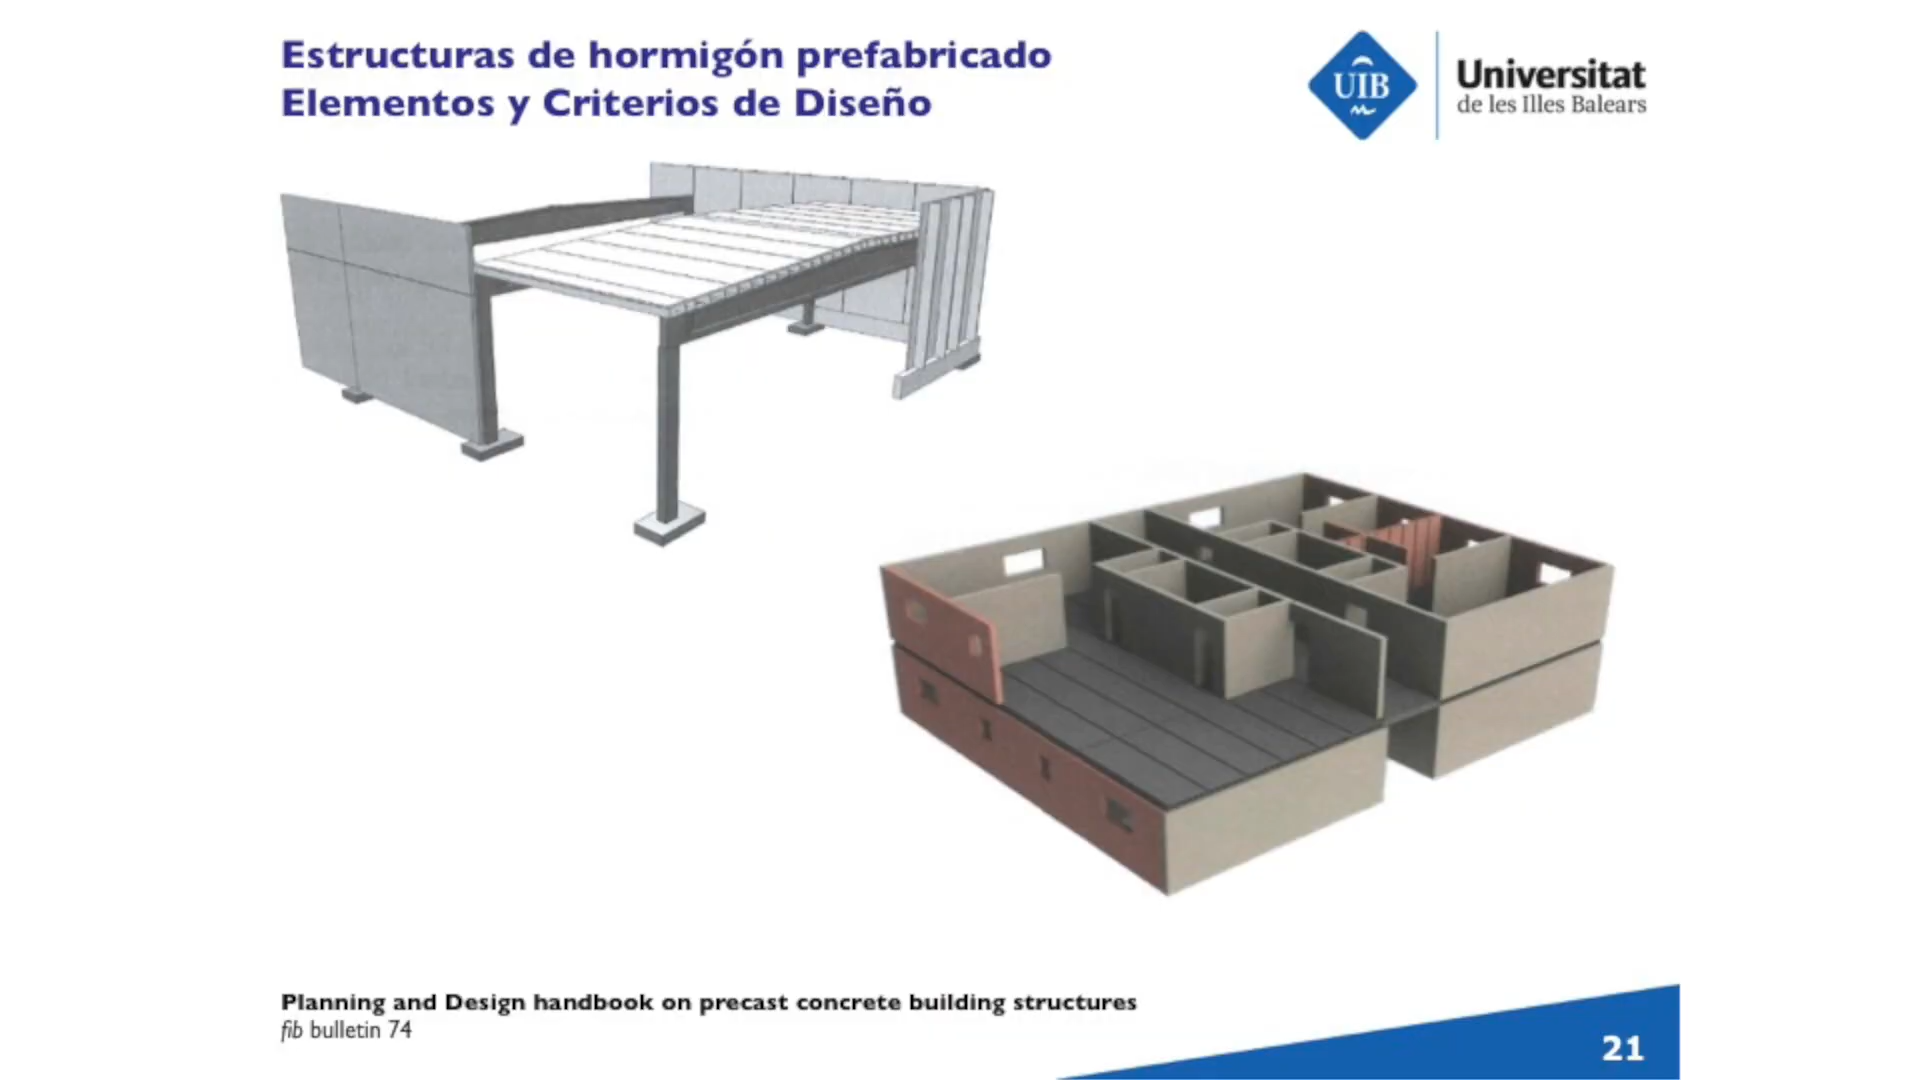 Estructuras de hormigón prefabricado
Elementos y Criterios de Diseño
UIB
Universitat
de les Illes Balears
Planning and Design handbook on precast concrete building structures
fib bulletin 74
21